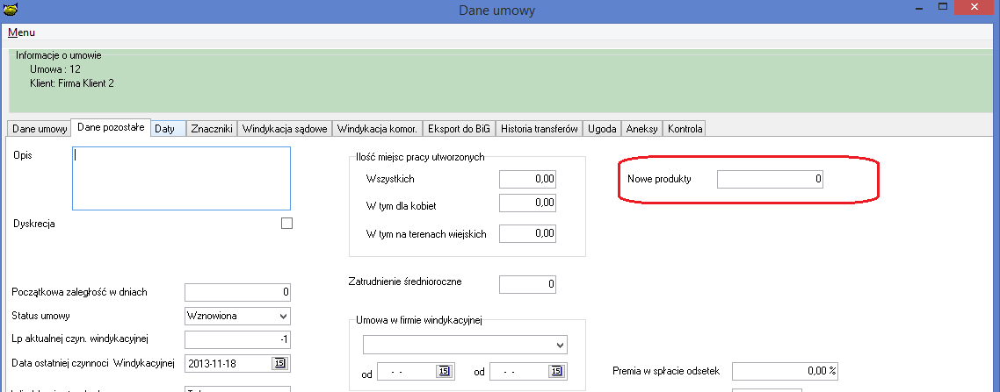 Dane umowy
Menu
Informacje o umowie
Umowa : 12
Klient: Firma Klient 2
Dane umowy Dane pozostałe Daty Znaczniki Windykacja sądowe Windykacja komor. Eksport do BiG Historia transferów Ugoda Aneksy Kontrola
Opis
Dyskrecja
Początkowa zaległość w dniach 0
Status umowy Wznowiona
Lp aktualnej czyn. windykacyjnej -1
Data ostatniej czynnoci Windykacyjnej 2013-11-18 15
Ilość miejsc pracy utworzonych
Wszystkich 0,00
W tym dla kobiet 0,00
W tym na terenach wiejskich 0,00
Zatrudnienie średnioroczne 0
Umowa w firmie windykacyjnej
od - - 15 od - - 15
Nowe produkty 0
Premia w spłacie odsetek 0,00 %